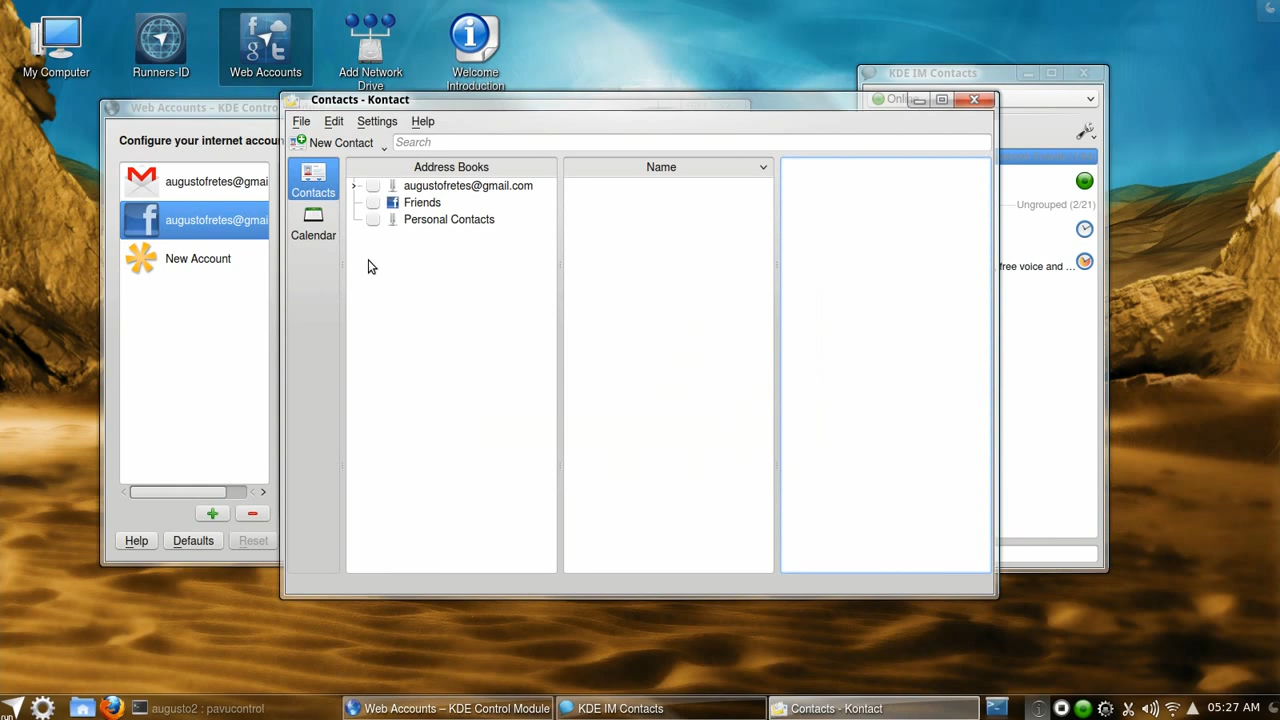 My Computer
Runners-ID
Web Accounts
Add Network
Drive
Welcome
Introduction
KDE IM Contacts
Web Accounts – KDE Contro
Contacts - Kontact
Onlin
File Edit Settings Help
New Contact
Search
Configure your internet accoun
augustofretes@gmai
augustofretes@gmai
New Account
Contacts
Calendar
Address Books
augustofretes@gmail.com
Friends
Personal Contacts
Name
Ungrouped (2/21)
free voice and ...
Help
Defaults
Reset
run
augusto2 : pavucontrol
Web Accounts – KDE Control Module
KDE IM Contacts
Contacts - Kontact
05:27 AM